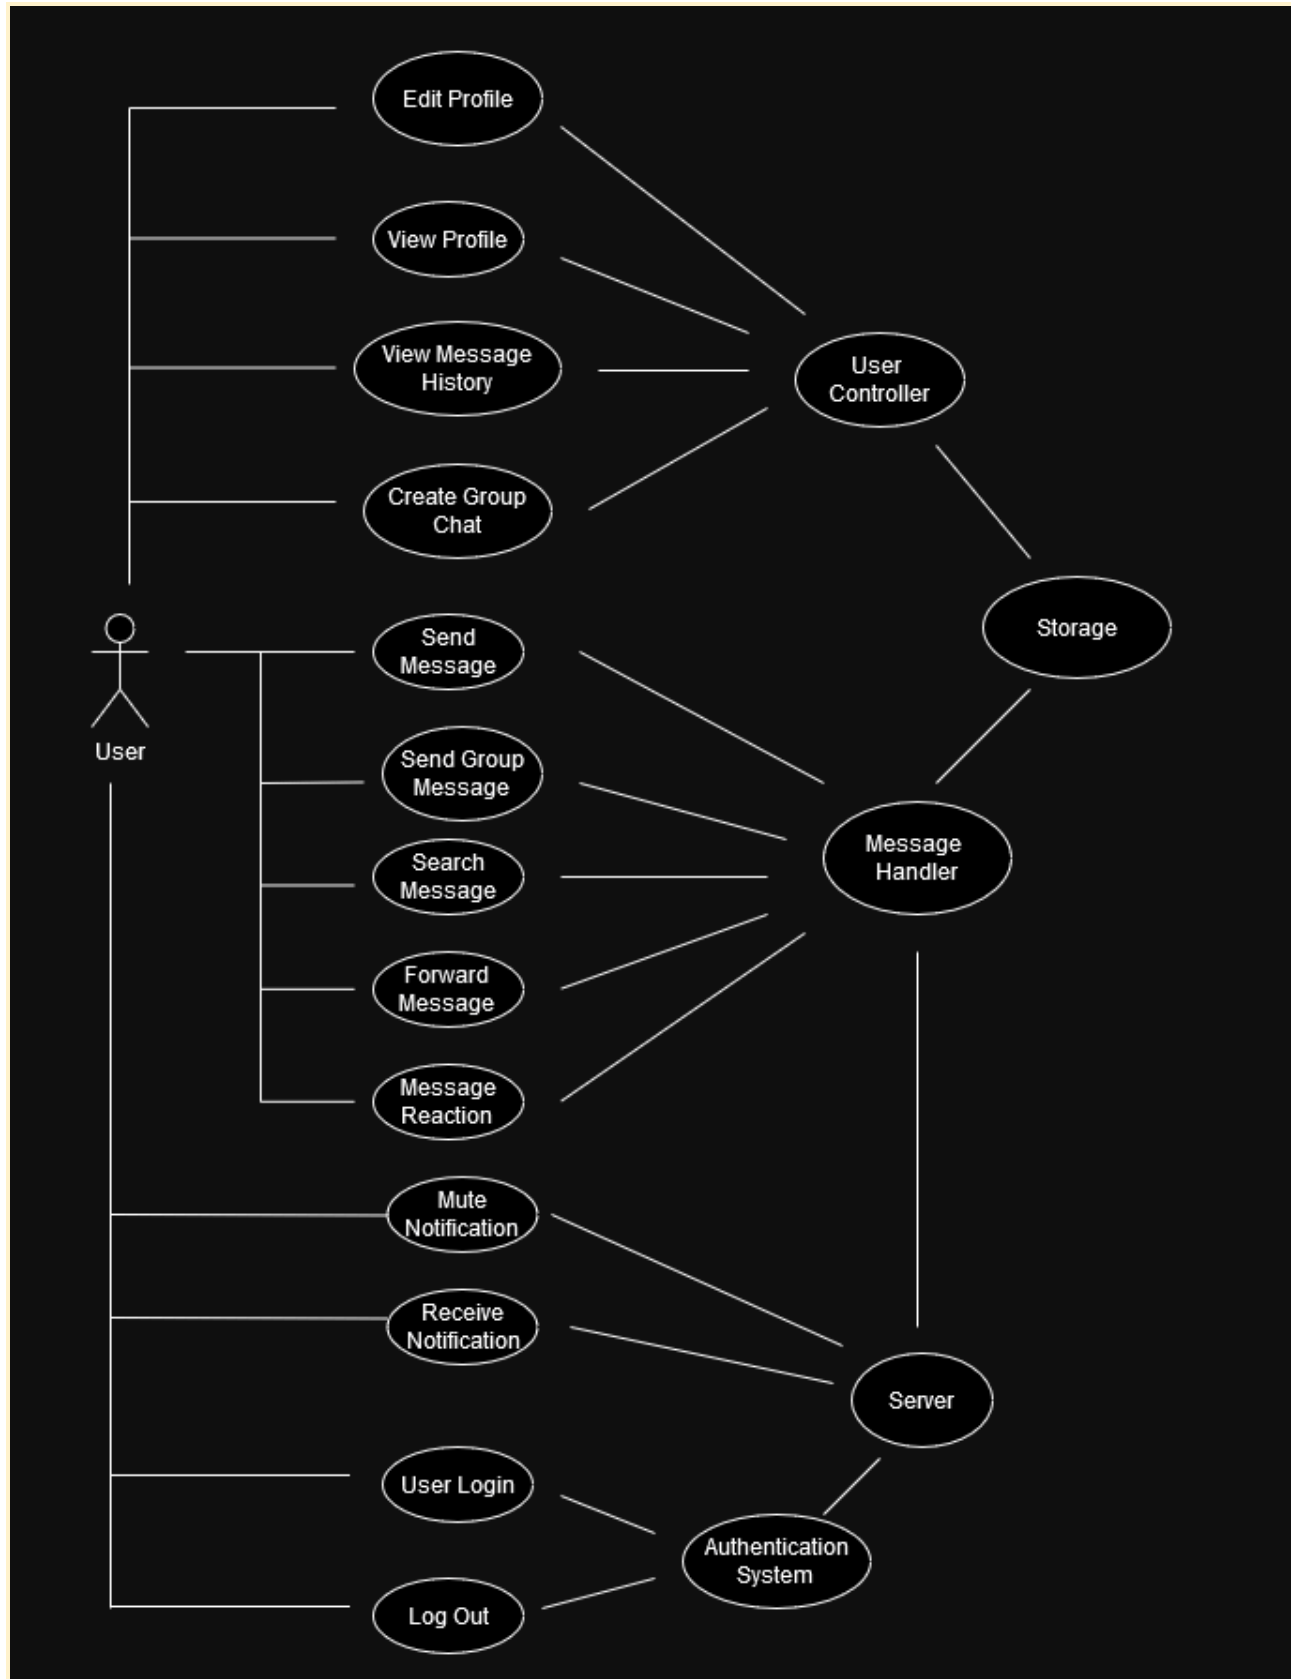 Edit Profile
View Profile
View Message
History
User
Controller
Create Group
Chat
Storage
Send
Message
User
Send Group
Message
Message
Handler
Search
Message
Forward
Message
Message
Reaction
Mute
Notification
Receive
Notification
Server
User Login
Authentication
System
Log Out